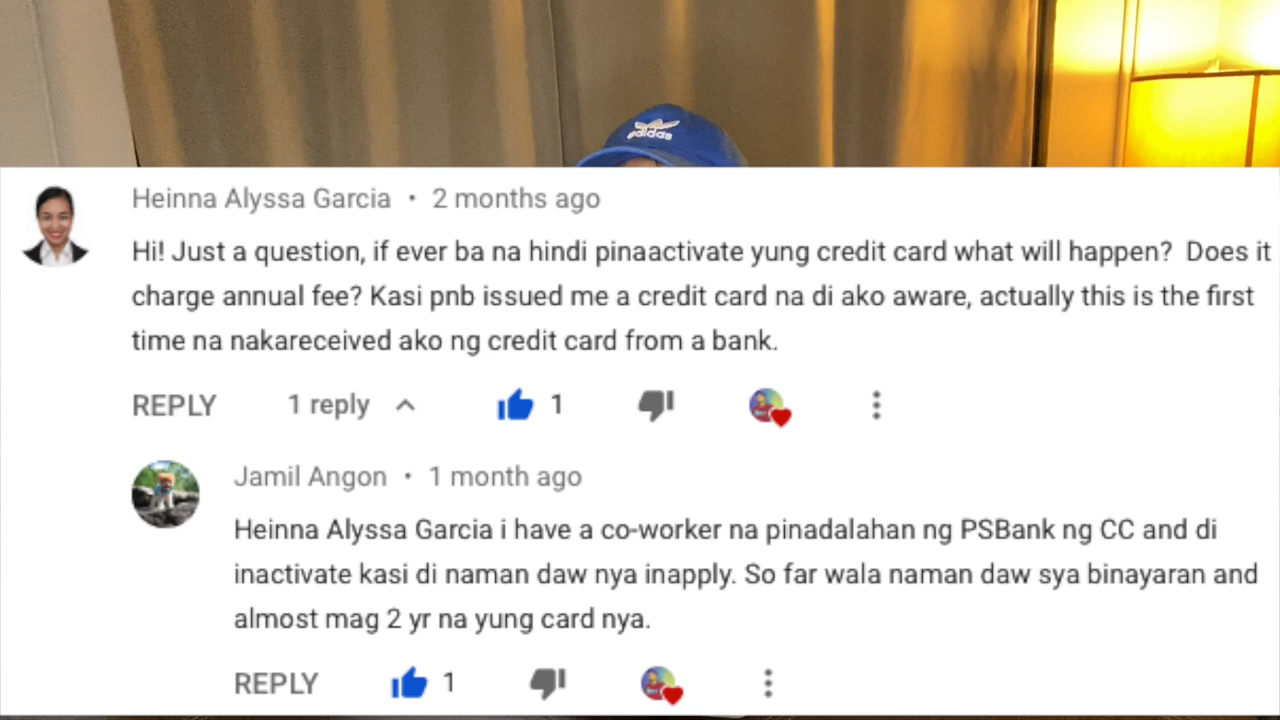 adidas
Heinna Alyssa Garcia • 2 months ago
Hi! Just a question, if ever ba na hindi pinaactivate yung credit card what will happen? Does it
charge annual fee? Kasi pnb issued me a credit card na di ako aware, actually this is the first
time na nakareceived ako ng credit card from a bank.
REPLY 1 reply 1
Jamil Angon • 1 month ago
Heinna Alyssa Garcia i have a co-worker na pinadalahan ng PSBank ng CC and di
inactivate kasi di naman daw nya inapply. So far wala naman daw sya binayaran and
almost mag 2 yr na yung card nya.
REPLY 1